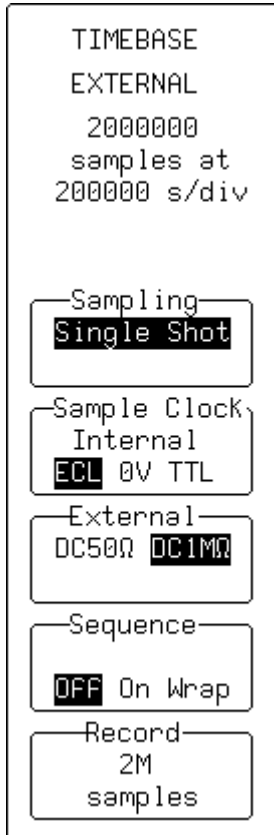 TIMEBASE
EXTERNAL
2000000
samples at
200000 s/div
Sampling
Single Shot
Sample Clock
Internal
ECL 0V TTL
External
DC50Ω DC1MΩ
Sequence
OFF On Wrap
Record
2M
samples